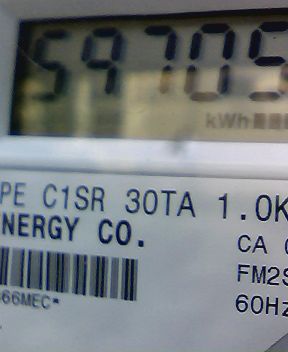 59705
kWh
PE C1SR 30TA 1.0K
NERGY CO.
CA
FM2S
66MEC*
60Hz